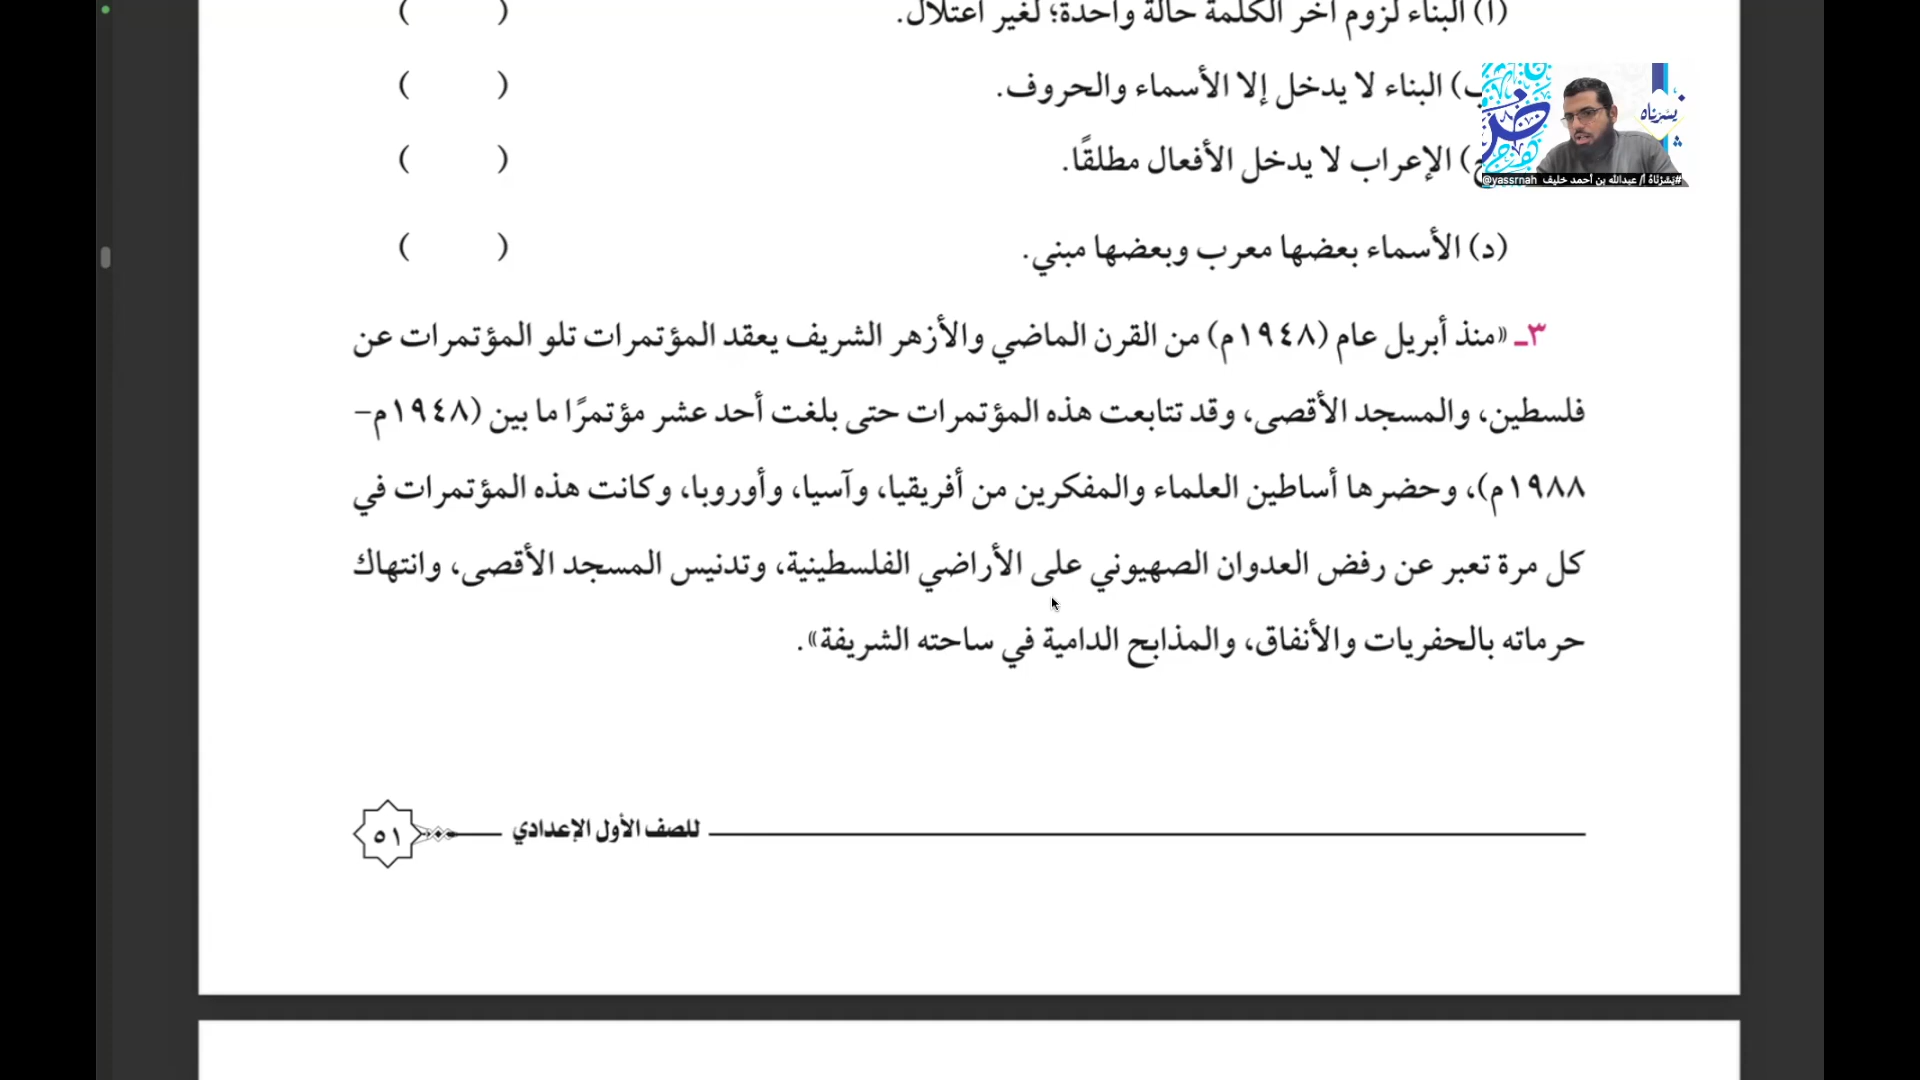 (أ) البناء لزوم آخر الكلمة حالة واحدة؛ لغير اعتلال. ( )
ب) البناء لا يدخل إلا الأسماء والحروف. ( )
ج) الإعراب لا يدخل الأفعال مطلقًا. ( )
(د) الأسماء بعضها معرب وبعضها مبني. ( )
يسرناه
ض
@yassrnah #يَسَّرْنَاهُ أ/ عبدالله بن أحمد خليف
٣ـ «منذ أبريل عام (١٩٤٨م) من القرن الماضي والأزهر الشريف يعقد المؤتمرات تلو المؤتمرات عن
فلسطين، والمسجد الأقصى، وقد تتابعت هذه المؤتمرات حتى بلغت أحد عشر مؤتمرًا ما بين (١٩٤٨م–
١٩٨٨م)، وحضرها أساطين العلماء والمفكرين من أفريقيا، وآسيا، وأوروبا، وكانت هذه المؤتمرات في
كل مرة تعبر عن رفض العدوان الصهيوني على الأراضي الفلسطينية، وتدنيس المسجد الأقصى، وانتهاك
حرماته بالحفريات والأنفاق، والمذابح الدامية في ساحته الشريفة».
للصف الأول الإعدادي
٥١